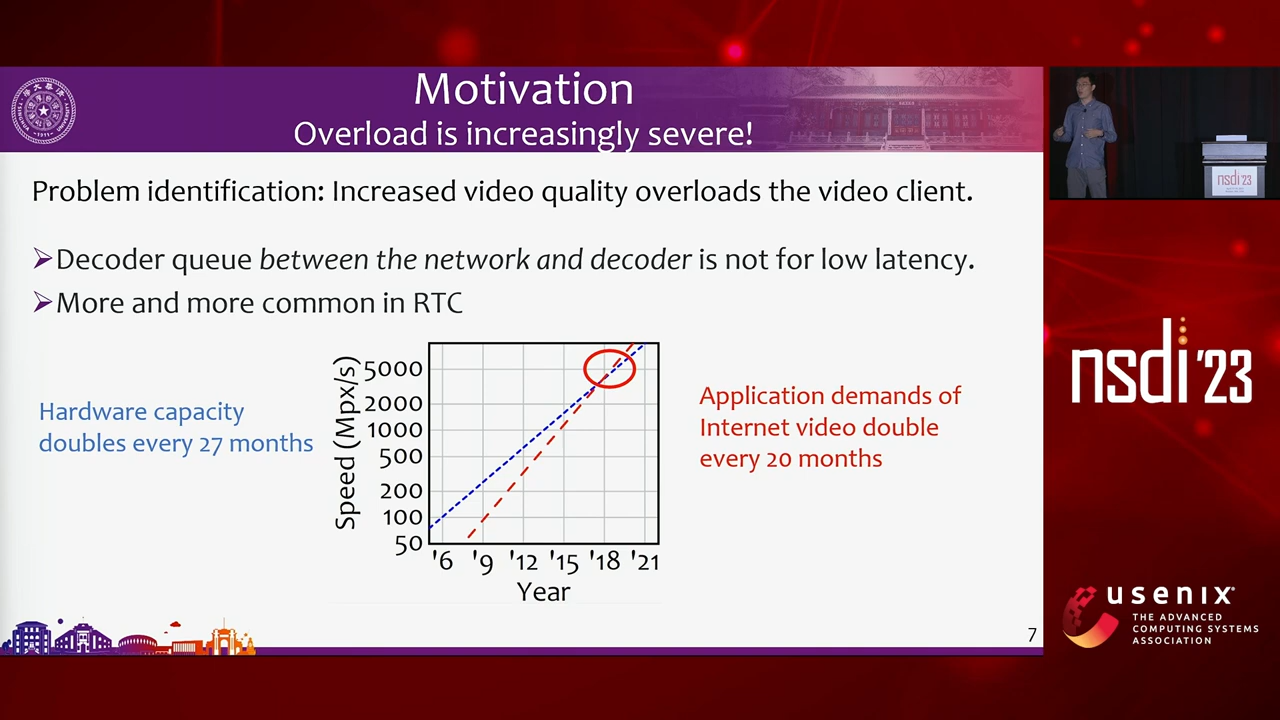 Motivation
Overload is increasingly severe!
Problem identification: Increased video quality overloads the video client.
Decoder queue between the network and decoder is not for low latency.
More and more common in RTC
Hardware capacity
doubles every 27 months
Speed (Mpx/s)
5000
2000
1000
500
200
100
50
'6 '9 '12 '15 '18 '21
Year
Application demands of
Internet video double
every 20 months
7
nsdi'23
nsdi '23
usenix
THE ADVANCED
COMPUTING SYSTEMS
ASSOCIATION